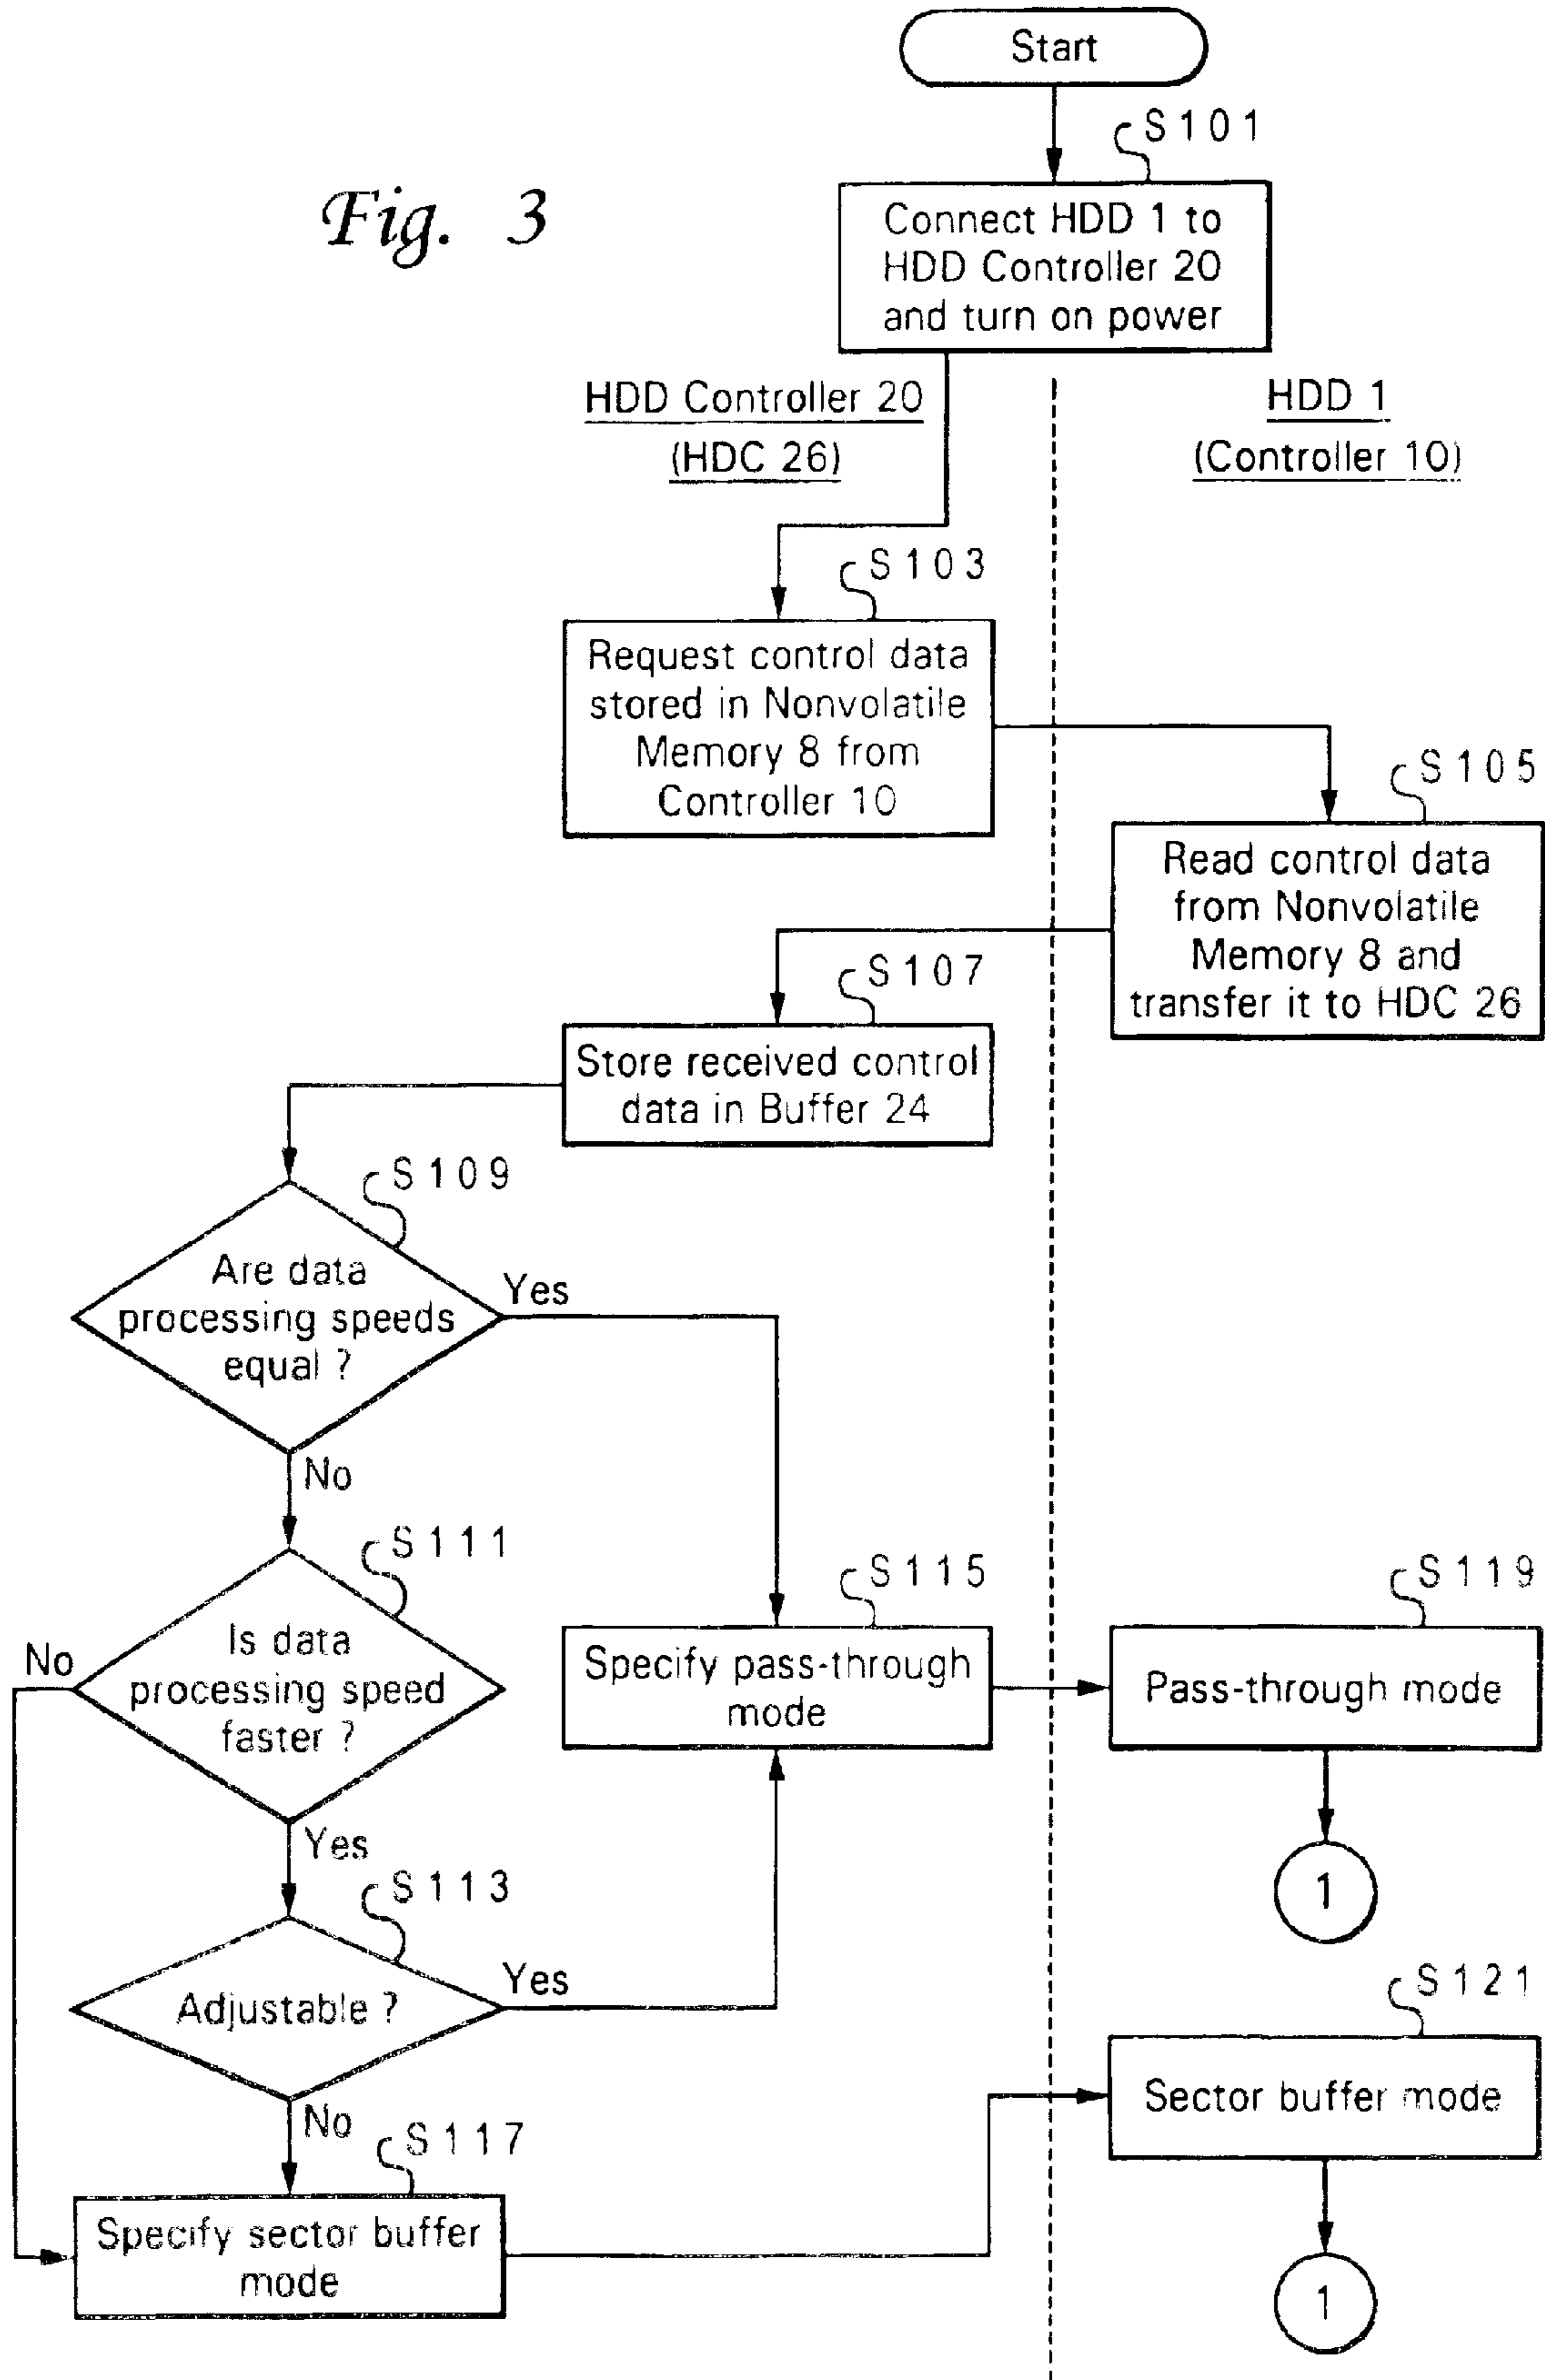 Start
S101
Fig. 3
Connect HDD 1 to
HDD Controller 20
and turn on power
HDD Controller 20
(HDC 26)
HDD 1
(Controller 10)
S103
Request control data
stored in Nonvolatile
Memory 8 from
Controller 10
S105
Read control data
from Nonvolatile
Memory 8 and
transfer it to HDC 26
S107
Store received control
data in Buffer 24
S109
Are data
processing speeds
equal ?
Yes
No
S111
Is data
processing speed
faster ?
No
Yes
S115
Specify pass-through
mode
S119
Pass-through mode
1
S113
Adjustable ?
Yes
No
S121
Sector buffer mode
1
S117
Specify sector buffer
mode